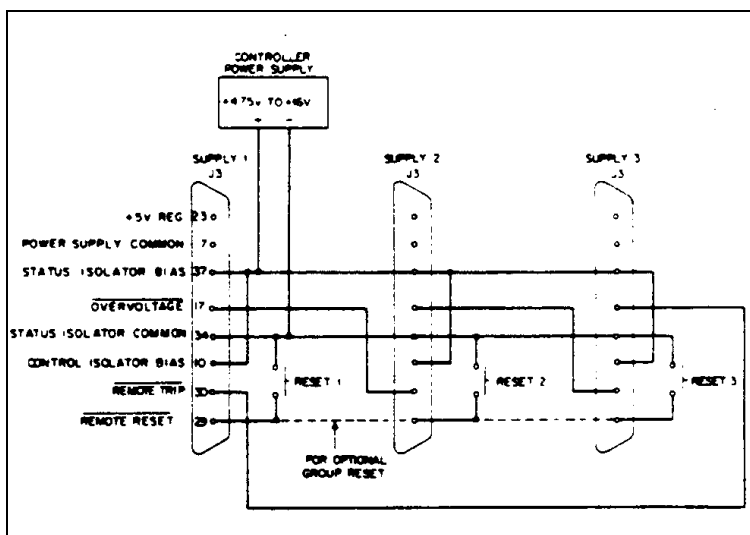 CONTROLLER
POWER SUPPLY
+4.75V TO +16V
+ -
SUPPLY 1
J3
SUPPLY 2
J3
SUPPLY 3
J3
+5V REG 23
POWER SUPPLY COMMON 7
STATUS ISOLATOR BIAS 37
OVERVOLTAGE 17
STATUS ISOLATOR COMMON 34
CONTROL ISOLATOR BIAS 10
REMOTE TRIP 30
REMOTE RESET 29
RESET 1
RESET 2
RESET 3
FOR OPTIONAL
GROUP RESET